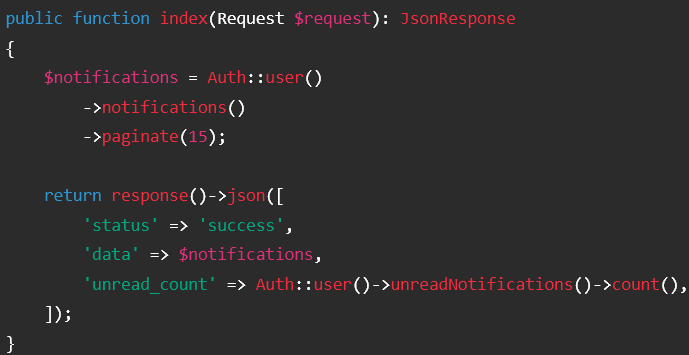 public function index(Request $request): JsonResponse
{
    $notifications = Auth::user()
        ->notifications()
        ->paginate(15);

    return response()->json([
        'status' => 'success',
        'data' => $notifications,
        'unread_count' => Auth::user()->unreadNotifications()->count(),
    ]);
}